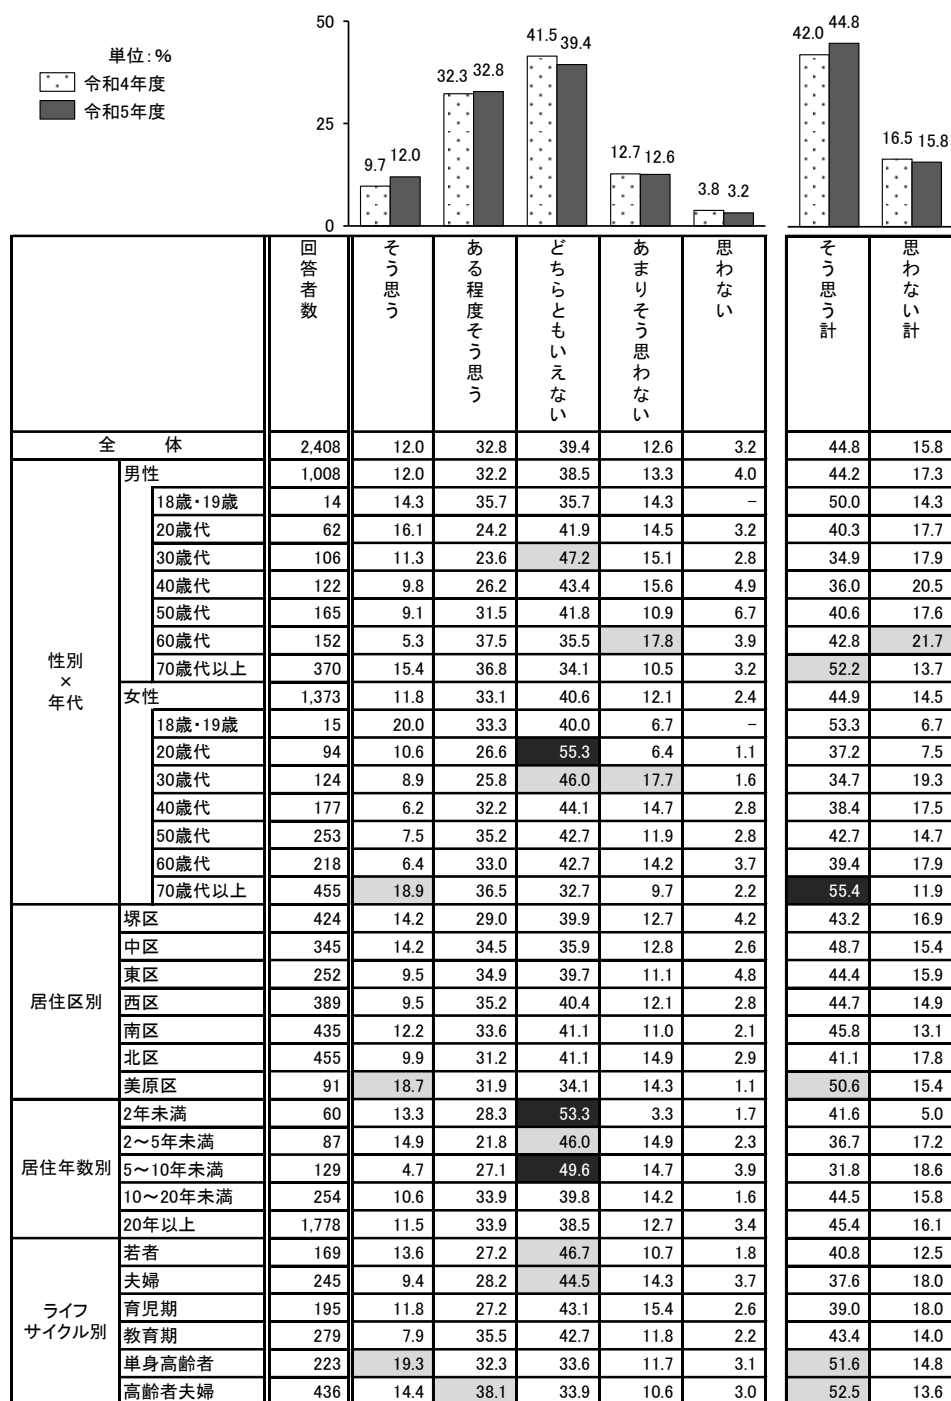 単位：%
令和4年度
令和5年度
50
25
0
9.7 12.0
32.3 32.8
41.5 39.4
12.7 12.6
3.8 3.2
42.0 44.8
16.5 15.8
回答者数 そう思う ある程度そう思う どちらともいえない あまりそう思わない 思わない そう思う計 思わない計
全 体 2,408 12.0 32.8 39.4 12.6 3.2 44.8 15.8
性別×年代
男性 1,008 12.0 32.2 38.5 13.3 4.0 44.2 17.3
18歳・19歳 14 14.3 35.7 35.7 14.3 － 50.0 14.3
20歳代 62 16.1 24.2 41.9 14.5 3.2 40.3 17.7
30歳代 106 11.3 23.6 47.2 15.1 2.8 34.9 17.9
40歳代 122 9.8 26.2 43.4 15.6 4.9 36.0 20.5
50歳代 165 9.1 31.5 41.8 10.9 6.7 40.6 17.6
60歳代 152 5.3 37.5 35.5 17.8 3.9 42.8 21.7
70歳代以上 370 15.4 36.8 34.1 10.5 3.2 52.2 13.7
女性 1,373 11.8 33.1 40.6 12.1 2.4 44.9 14.5
18歳・19歳 15 20.0 33.3 40.0 6.7 － 53.3 6.7
20歳代 94 10.6 26.6 55.3 6.4 1.1 37.2 7.5
30歳代 124 8.9 25.8 46.0 17.7 1.6 34.7 19.3
40歳代 177 6.2 32.2 44.1 14.7 2.8 38.4 17.5
50歳代 253 7.5 35.2 42.7 11.9 2.8 42.7 14.7
60歳代 218 6.4 33.0 42.7 14.2 3.7 39.4 17.9
70歳代以上 455 18.9 36.5 32.7 9.7 2.2 55.4 11.9
居住区別
堺区 424 14.2 29.0 39.9 12.7 4.2 43.2 16.9
中区 345 14.2 34.5 35.9 12.8 2.6 48.7 15.4
東区 252 9.5 34.9 39.7 11.1 4.8 44.4 15.9
西区 389 9.5 35.2 40.4 12.1 2.8 44.7 14.9
南区 435 12.2 33.6 41.1 11.0 2.1 45.8 13.1
北区 455 9.9 31.2 41.1 14.9 2.9 41.1 17.8
美原区 91 18.7 31.9 34.1 14.3 1.1 50.6 15.4
居住年数別
2年未満 60 13.3 28.3 53.3 3.3 1.7 41.6 5.0
2～5年未満 87 14.9 21.8 46.0 14.9 2.3 36.7 17.2
5～10年未満 129 4.7 27.1 49.6 14.7 3.9 31.8 18.6
10～20年未満 254 10.6 33.9 39.8 14.2 1.6 44.5 15.8
20年以上 1,778 11.5 33.9 38.5 12.7 3.4 45.4 16.1
ライフ
サイクル別
若者 169 13.6 27.2 46.7 10.7 1.8 40.8 12.5
夫婦 245 9.4 28.2 44.5 14.3 3.7 37.6 18.0
育児期 195 11.8 27.2 43.1 15.4 2.6 39.0 18.0
教育期 279 7.9 35.5 42.7 11.8 2.2 43.4 14.0
単身高齢者 223 19.3 32.3 33.6 11.7 3.1 51.6 14.8
高齢者夫婦 436 14.4 38.1 33.9 10.6 3.0 52.5 13.6